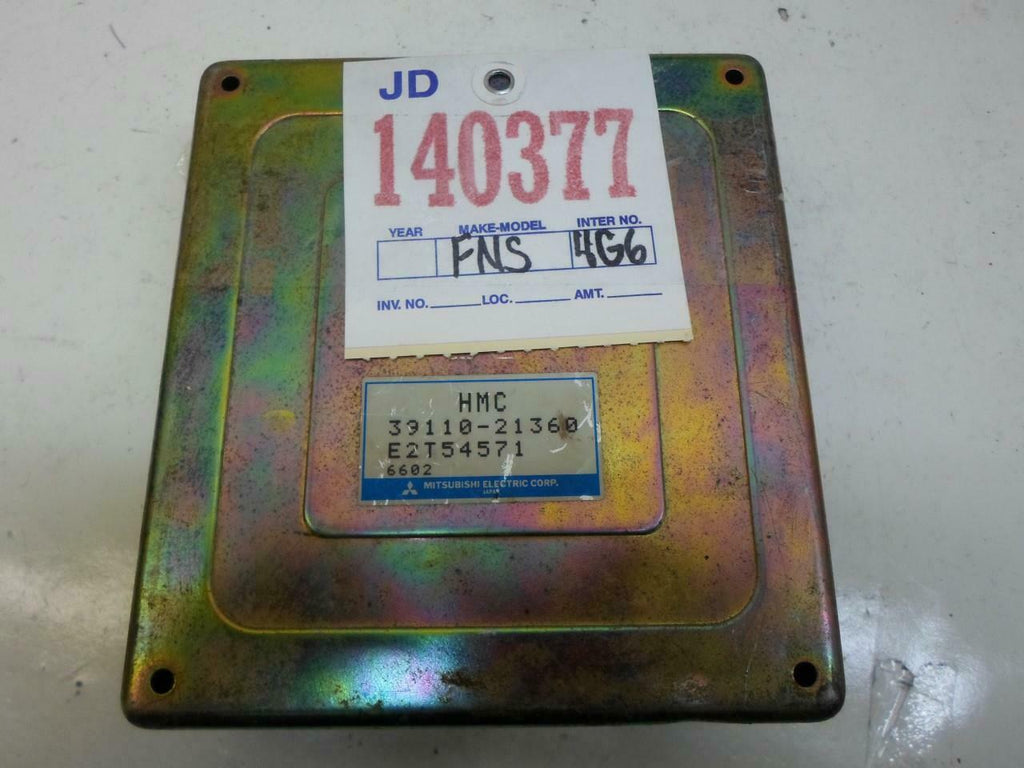 JD
140377
YEAR MAKE-MODEL INTER NO.
FNS 4G6
INV. NO. LOC. AMT.
HMC
39110-21360
E2T54571
6602
MITSUBISHI ELECTRIC CORP.
JAPAN